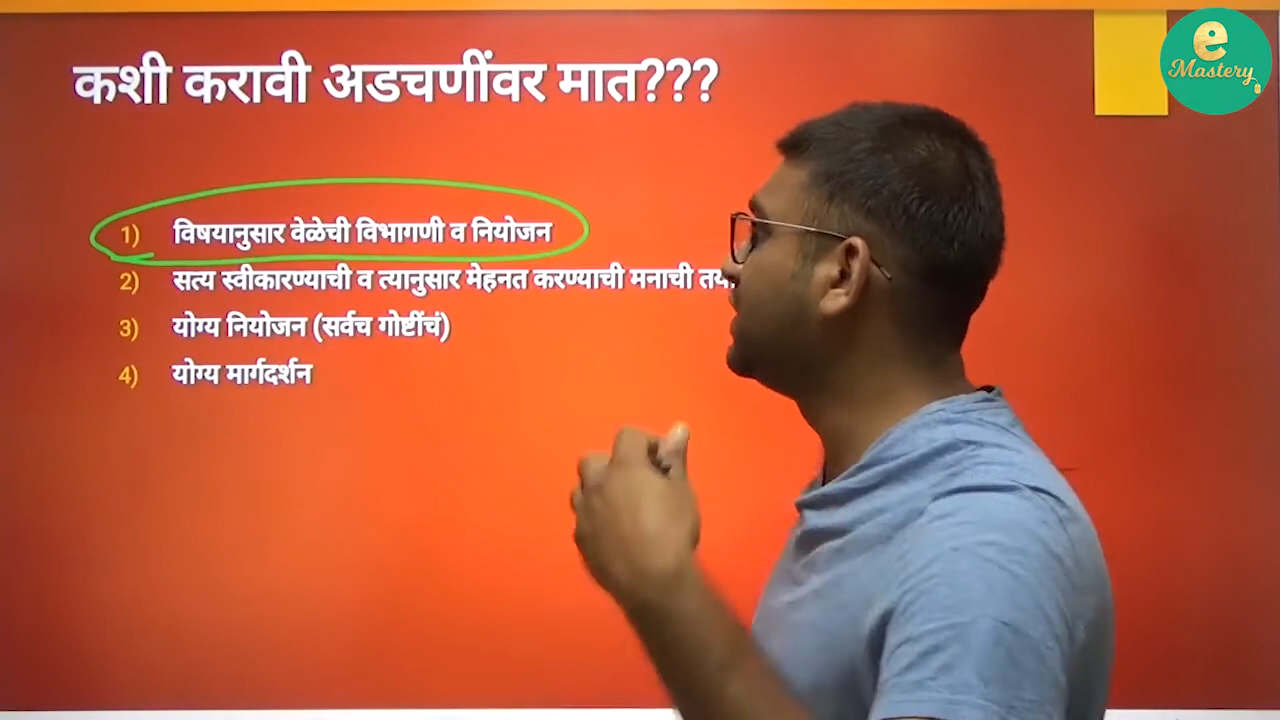 e
Mastery
कशी करावी अडचणींवर मात???
1) विषयानुसार वेळेची विभागणी व नियोजन
2) सत्य स्वीकारण्याची व त्यानुसार मेहनत करण्याची मनाची
3) योग्य नियोजन (सर्वच गोष्टींचं)
4) योग्य मार्गदर्शन